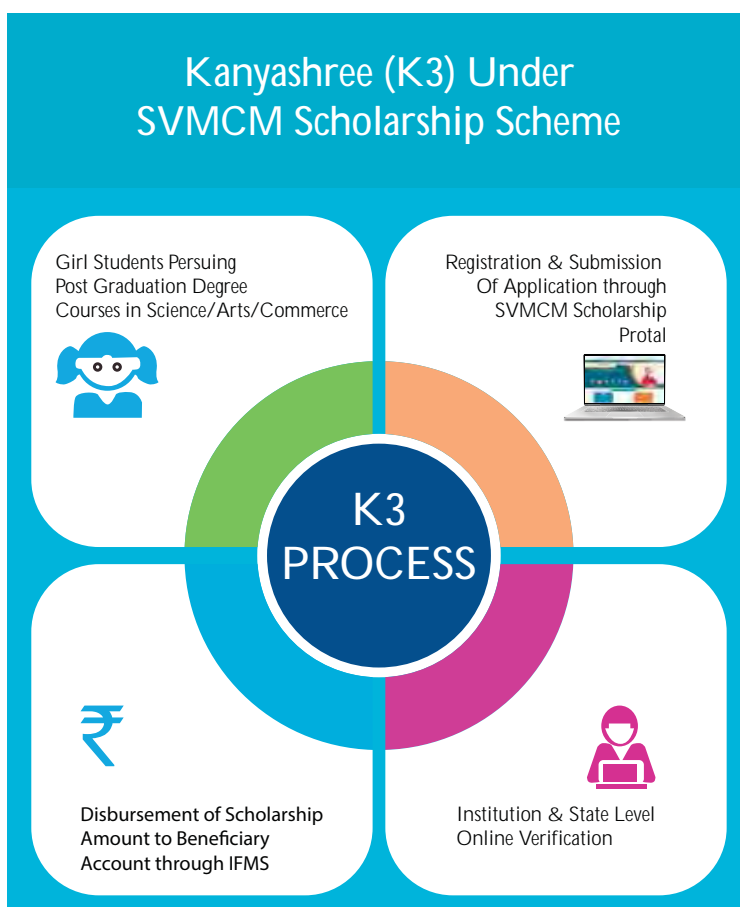 Kanyashree (K3) Under
SVMCM Scholarship Scheme
Girl Students Persuing
Post Graduation Degree
Courses in Science/Arts/Commerce
Registration & Submission
Of Application through
SVMCM Scholarship
Protal
K3
PROCESS
₹
Disbursement of Scholarship
Amount to Beneficiary
Account through IFMS
Institution & State Level
Online Verification